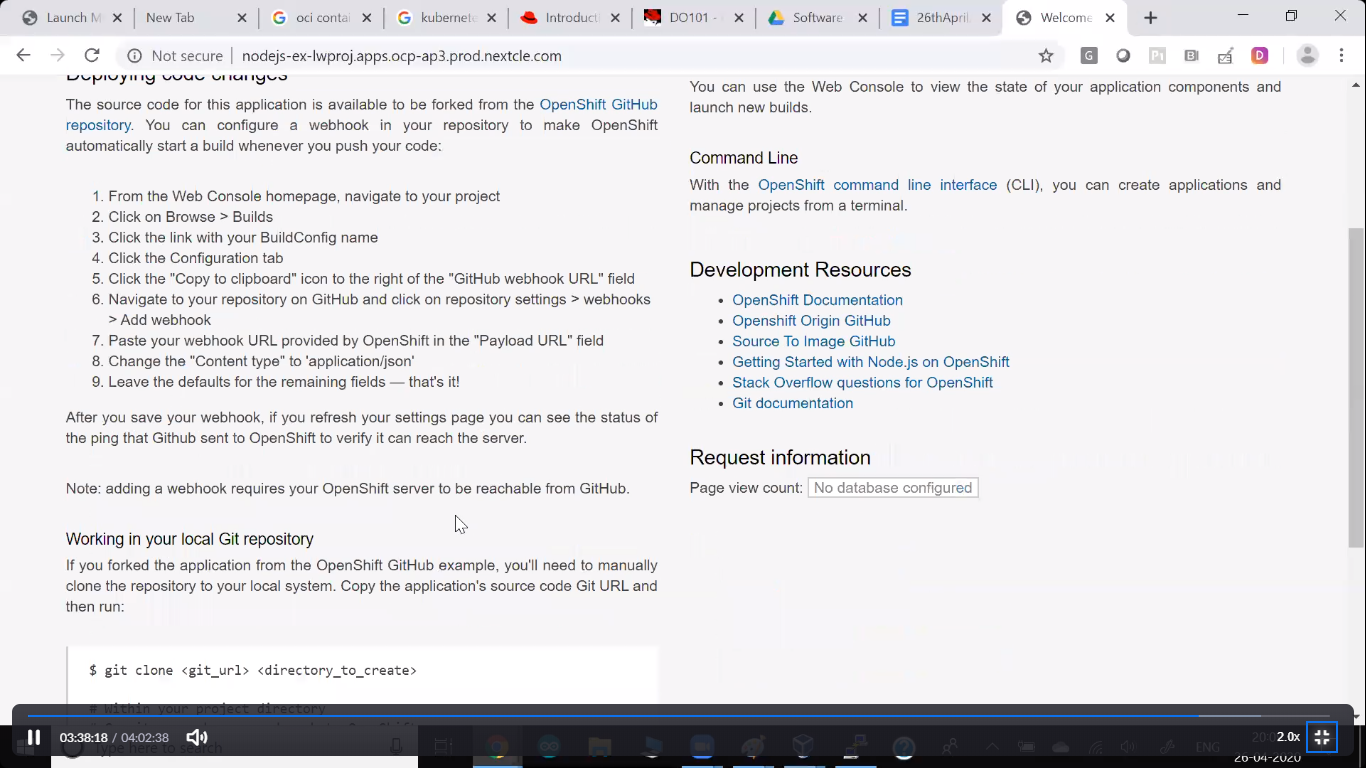 Launch M
New Tab
oci contai
kubernete
Introducti
DO101 -
Software
26thApril
Welcome
Not secure
nodejs-ex-lwproj.apps.ocp-ap3.prod.nextcle.com
Deploying code changes
The source code for this application is available to be forked from the OpenShift GitHub
repository. You can configure a webhook in your repository to make OpenShift
automatically start a build whenever you push your code:
1. From the Web Console homepage, navigate to your project
2. Click on Browse > Builds
3. Click the link with your BuildConfig name
4. Click the Configuration tab
5. Click the "Copy to clipboard" icon to the right of the "GitHub webhook URL" field
6. Navigate to your repository on GitHub and click on repository settings > webhooks
> Add webhook
7. Paste your webhook URL provided by OpenShift in the "Payload URL" field
8. Change the "Content type" to 'application/json'
9. Leave the defaults for the remaining fields — that's it!
After you save your webhook, if you refresh your settings page you can see the status of
the ping that Github sent to OpenShift to verify it can reach the server.
Note: adding a webhook requires your OpenShift server to be reachable from GitHub.
Working in your local Git repository
If you forked the application from the OpenShift GitHub example, you'll need to manually
clone the repository to your local system. Copy the application's source code Git URL and
then run:
$ git clone <git_url> <directory_to_create>
# Within your project directory
You can use the Web Console to view the state of your application components and
launch new builds.
Command Line
With the OpenShift command line interface (CLI), you can create applications and
manage projects from a terminal.
Development Resources
• OpenShift Documentation
• Openshift Origin GitHub
• Source To Image GitHub
• Getting Started with Node.js on OpenShift
• Stack Overflow questions for OpenShift
• Git documentation
Request information
Page view count: No database configured
03:38:18 / 04:02:38
Type here to search
2.0x
ENG
26-04-2020